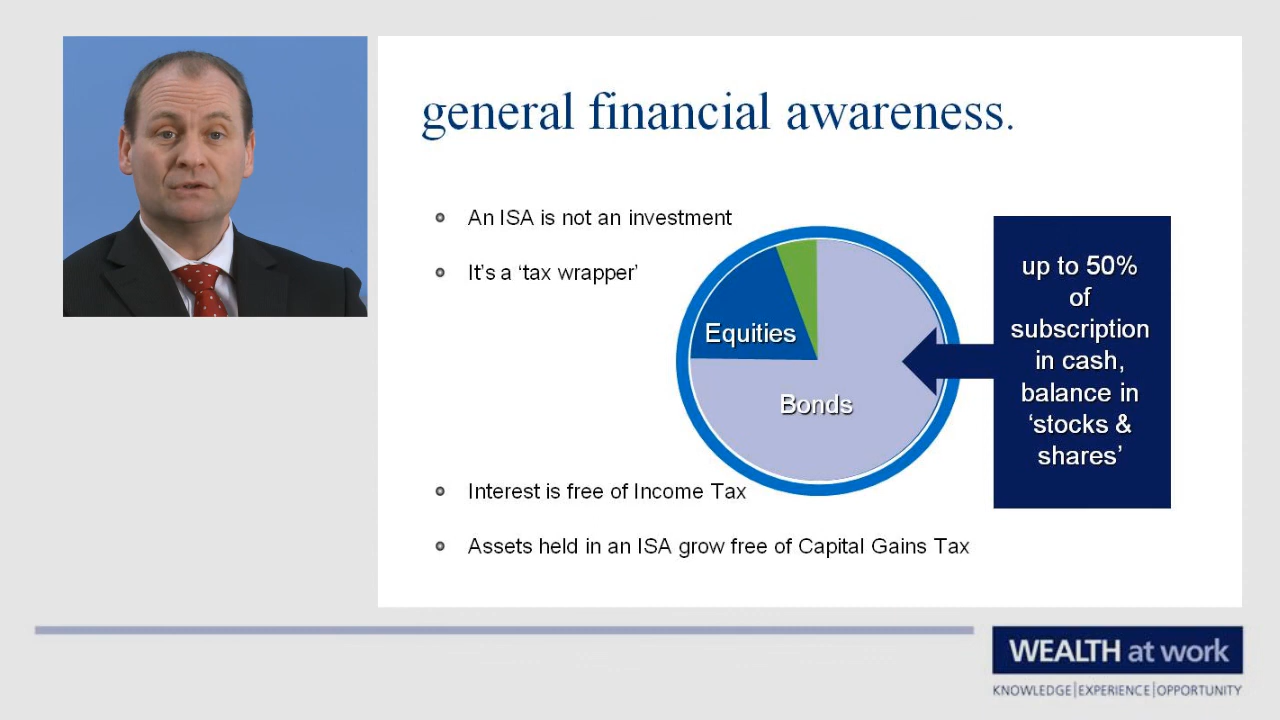 general financial awareness.
An ISA is not an investment
It's a ‘tax wrapper’
Equities
Bonds
up to 50%
of
subscription
in cash,
balance in
‘stocks &
shares’
Interest is free of Income Tax
Assets held in an ISA grow free of Capital Gains Tax
WEALTH at work
KNOWLEDGE|EXPERIENCE|OPPORTUNITY